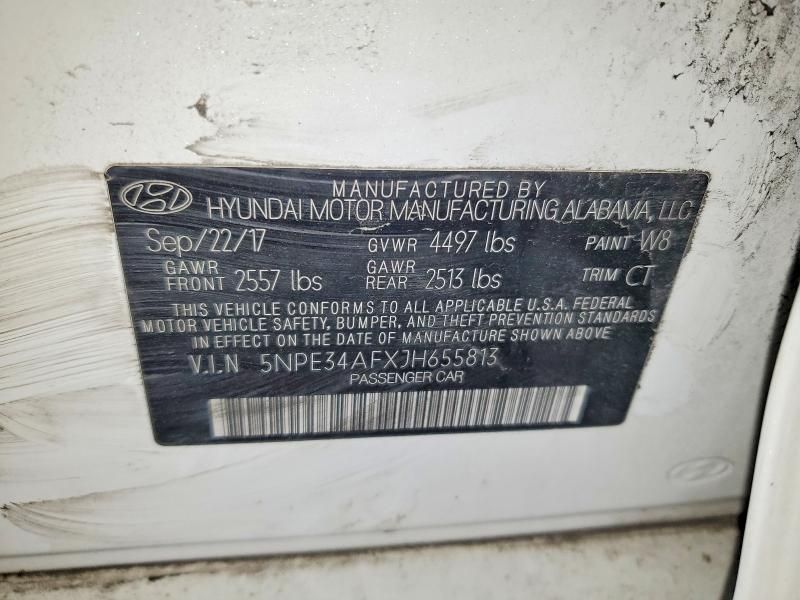 MANUFACTURED BY
HYUNDAI MOTOR MANUFACTURING ALABAMA, LLC
Sep/22/17 GVWR 4497 lbs PAINT W8
GAWR FRONT 2557 lbs GAWR REAR 2513 lbs TRIM CT
THIS VEHICLE CONFORMS TO ALL APPLICABLE U.S.A. FEDERAL
MOTOR VEHICLE SAFETY, BUMPER, AND THEFT PREVENTION STANDARDS
IN EFFECT ON THE DATE OF MANUFACTURE SHOWN ABOVE.
V.I.N 5NPE34AFXJH655813
PASSENGER CAR